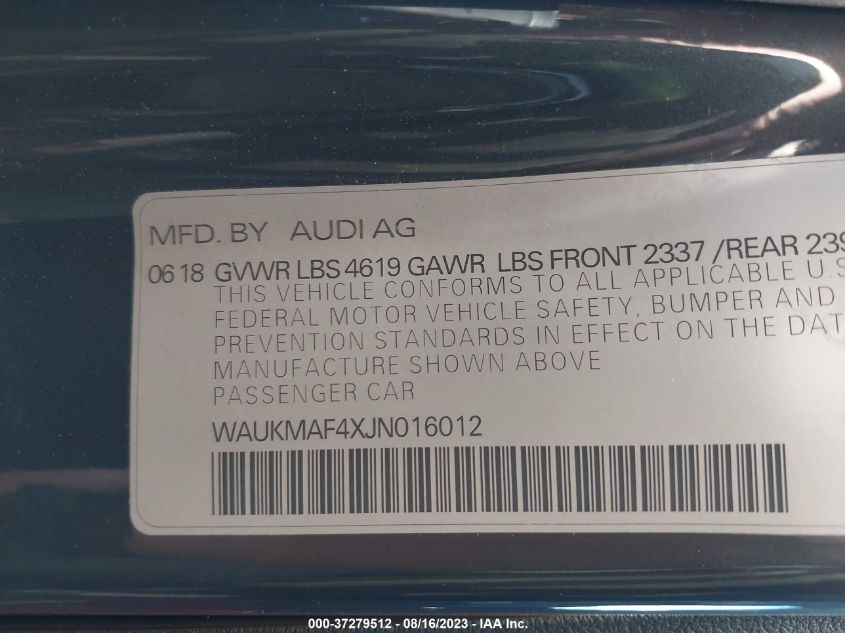 MFD. BY AUDI AG
06 18 GVWR LBS 4619 GAWR LBS FRONT 2337 /REAR 239
THIS VEHICLE CONFORMS TO ALL APPLICABLE U.S
FEDERAL MOTOR VEHICLE SAFETY, BUMPER AND
PREVENTION STANDARDS IN EFFECT ON THE DAT
MANUFACTURE SHOWN ABOVE
PASSENGER CAR
WAUKMAF4XJN016012
000-37279512 - 08/16/2023 - © IAA Inc.